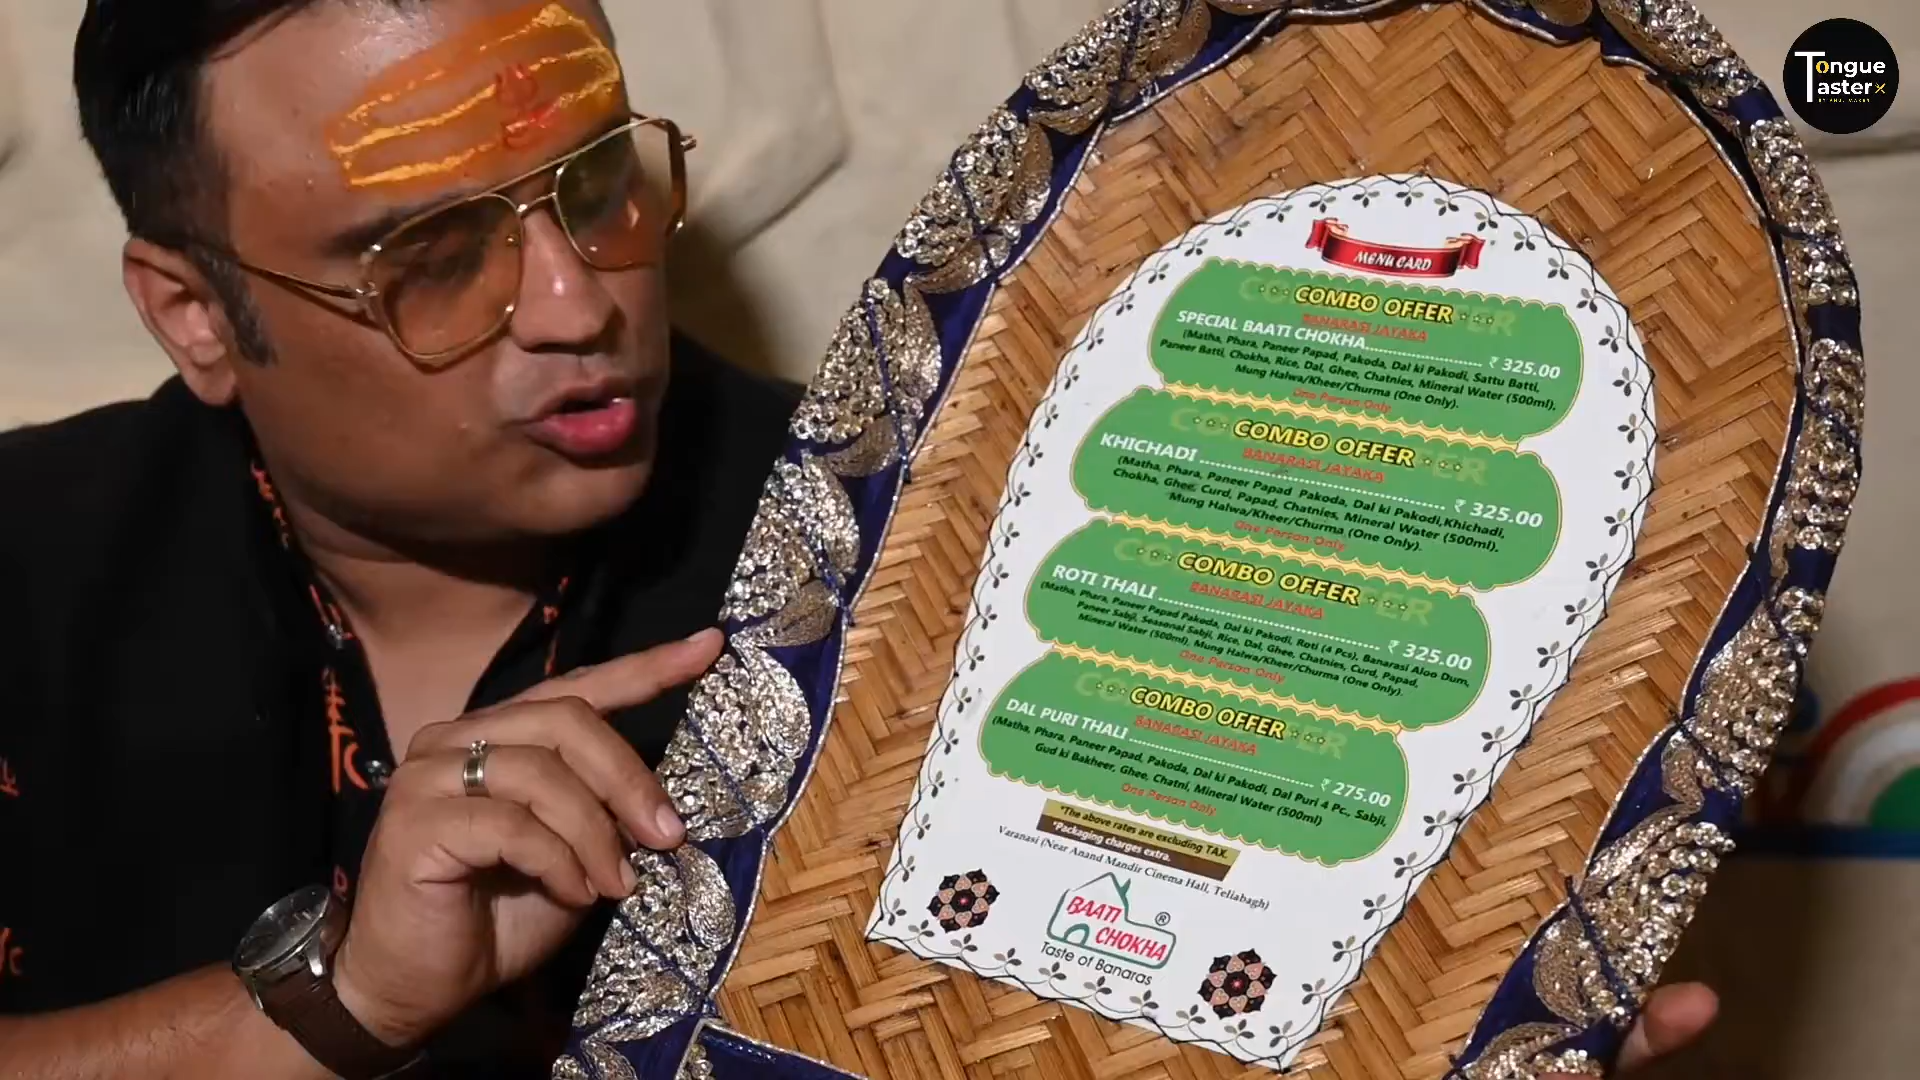 Tongue
Tasterx
MENU CARD
COMBO OFFER
BANARASI JAYAKA
SPECIAL BAATI CHOKHA.......................... ₹ 325.00
(Matha, Phara, Paneer Papad, Pakoda, Dal ki Pakodi, Sattu Batti,
Paneer Batti, Chokha, Rice, Dal, Ghee, Chatnies, Mineral Water (500ml),
Mung Halwa/Kheer/Churma (One Only).
One Person Only
COMBO OFFER
BANARASI JAYAKA
KHICHADI .................................................. ₹ 325.00
(Matha, Phara, Paneer Papad Pakoda, Dal ki Pakodi,Khichadi,
Chokha, Ghee, Curd, Papad, Chatnies, Mineral Water (500ml),
Mung Halwa/Kheer/Churma (One Only).
One Person Only
COMBO OFFER
BANARASI JAYAKA
ROTI THALI .............................................. ₹ 325.00
(Matha, Phara, Paneer Papad Pakoda, Dal ki Pakodi, Roti (4 Pcs), Banarasi Aloo Dum,
Paneer Sabji, Seasonal Sabji, Rice, Dal, Ghee, Chatnies, Curd, Papad,
Mineral Water (500ml), Mung Halwa/Kheer/Churma (One Only).
One Person Only
COMBO OFFER
BANARASI JAYAKA
DAL PURI THALI ...................................... ₹ 275.00
(Matha, Phara, Paneer Papad, Pakoda, Dal ki Pakodi, Dal Puri 4 Pc., Sabji,
Gud ki Bakheer, Ghee, Chatni, Mineral Water (500ml)
One Person Only
*The above rates are excluding TAX.
*Packaging charges extra.
Varanasi (Near Anand Mandir Cinema Hall, Teliabagh)
BAATI ®
CHOKHA
Taste of Banaras